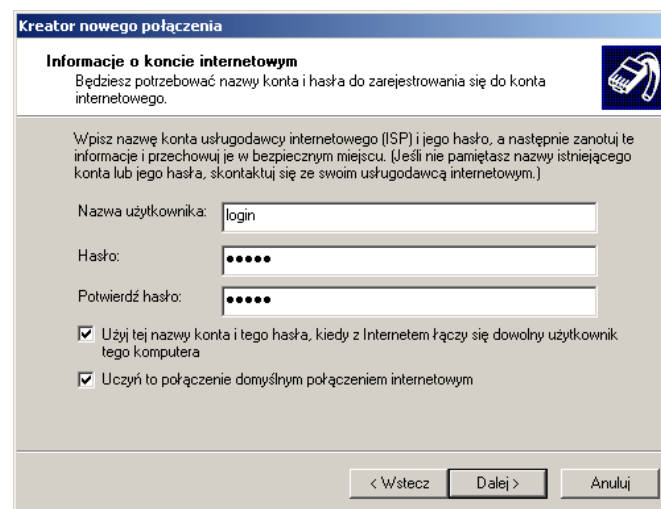 Kreator nowego połączenia
Informacje o koncie internetowym
Będziesz potrzebować nazwy konta i hasła do zarejestrowania się do konta
internetowego.
Wpisz nazwę konta usługodawcy internetowego (ISP) i jego hasło, a następnie zanotuj te
informacje i przechowuj je w bezpiecznym miejscu. (Jeśli nie pamiętasz nazwy istniejącego
konta lub jego hasła, skontaktuj się ze swoim usługodawcą internetowym.)
Nazwa użytkownika: login
Hasło: •••••
Potwierdź hasło: •••••
Użyj tej nazwy konta i tego hasła, kiedy z Internetem łączy się dowolny użytkownik
tego komputera
Uczyń to połączenie domyślnym połączeniem internetowym
< Wstecz Dalej > Anuluj